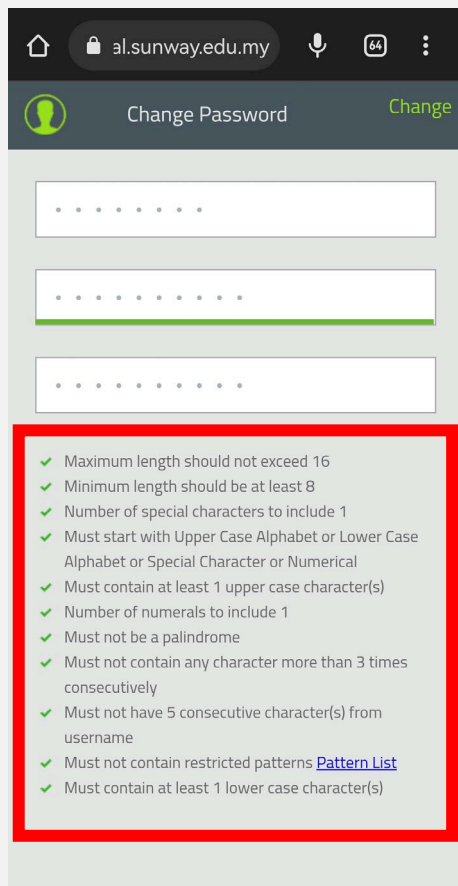 al.sunway.edu.my
64
Change Password
Change
Maximum length should not exceed 16
Minimum length should be at least 8
Number of special characters to include 1
Must start with Upper Case Alphabet or Lower Case
Alphabet or Special Character or Numerical
Must contain at least 1 upper case character(s)
Number of numerals to include 1
Must not be a palindrome
Must not contain any character more than 3 times
consecutively
Must not have 5 consecutive character(s) from
username
Must not contain restricted patterns Pattern List
Must contain at least 1 lower case character(s)